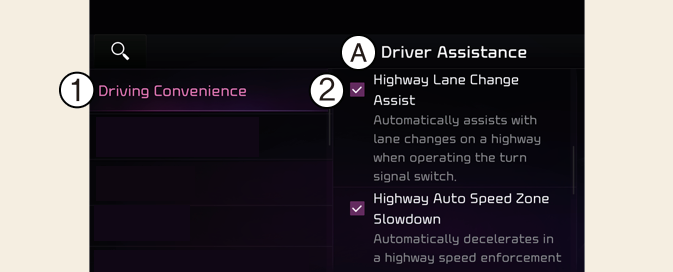 A Driver Assistance
1 Driving Convenience
2 Highway Lane Change
Assist
Automatically assists with
lane changes on a highway
when operating the turn
signal switch.
Highway Auto Speed Zone
Slowdown
Automatically decelerates in
a highway speed enforcement